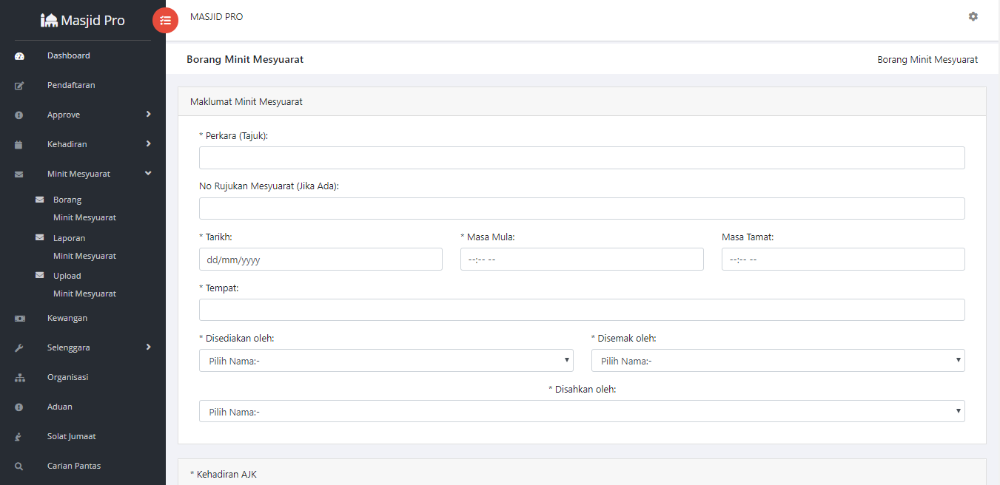 Masjid Pro
MASJID PRO
Dashboard
Pendaftaran
Approve
Kehadiran
Minit Mesyuarat
Borang
Minit Mesyuarat
Laporan
Minit Mesyuarat
Upload
Minit Mesyuarat
Kewangan
Selenggara
Organisasi
Aduan
Solat Jumaat
Carian Pantas
Borang Minit Mesyuarat
Borang Minit Mesyuarat
Maklumat Minit Mesyuarat
* Perkara (Tajuk):
No Rujukan Mesyuarat (Jika Ada):
* Tarikh:
* Masa Mula:
Masa Tamat:
dd/mm/yyyy
--:-- --
--:-- --
* Tempat:
* Disediakan oleh:
* Disemak oleh:
Pilih Nama:-
Pilih Nama:-
* Disahkan oleh:
Pilih Nama:-
* Kehadiran AJK